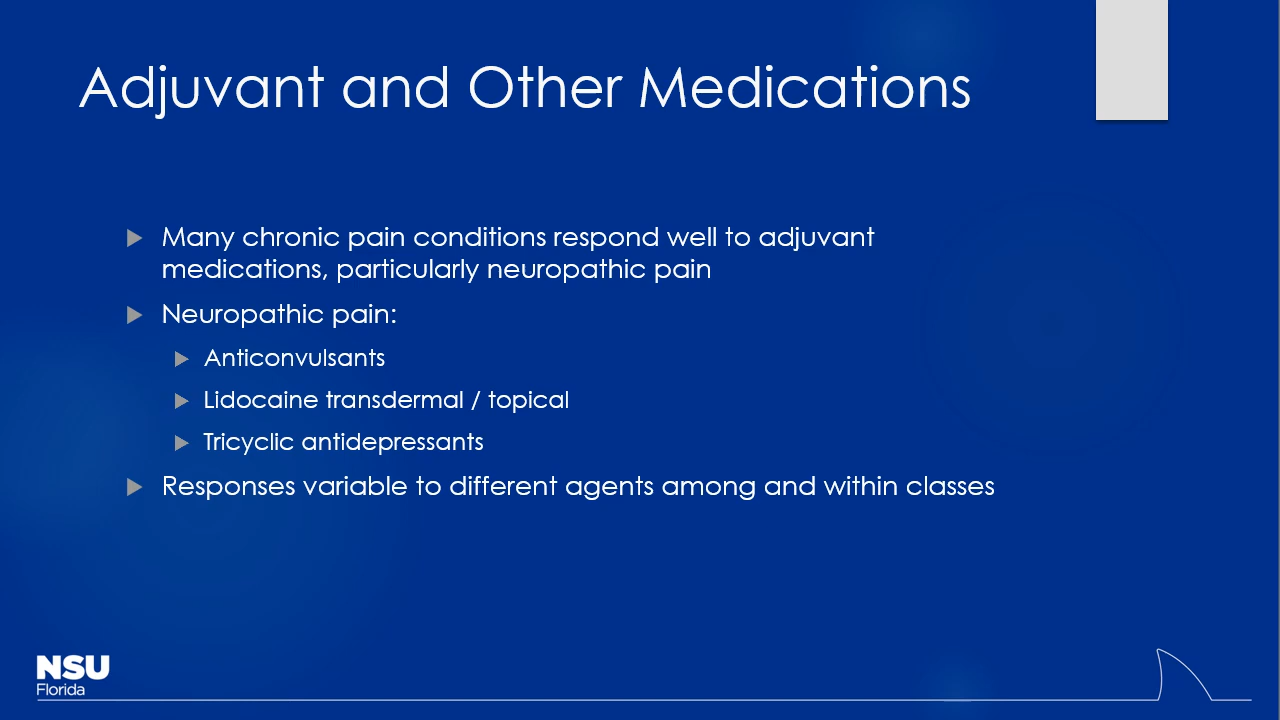 Adjuvant and Other Medications
Many chronic pain conditions respond well to adjuvant
medications, particularly neuropathic pain
Neuropathic pain:
Anticonvulsants
Lidocaine transdermal / topical
Tricyclic antidepressants
Responses variable to different agents among and within classes
NSU
Florida